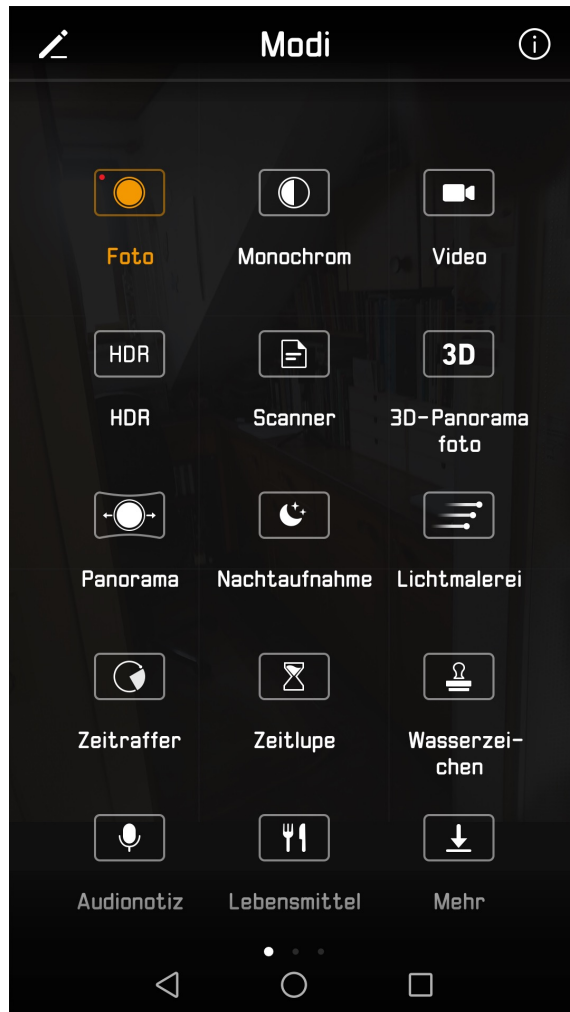 Modi
Foto
Monochrom
Video
HDR
3D
HDR
Scanner
3D-Panorama
foto
Panorama
Nachtaufnahme
Lichtmalerei
Zeitraffer
Zeitlupe
Wasserzei-
chen
Audionotiz
Lebensmittel
Mehr